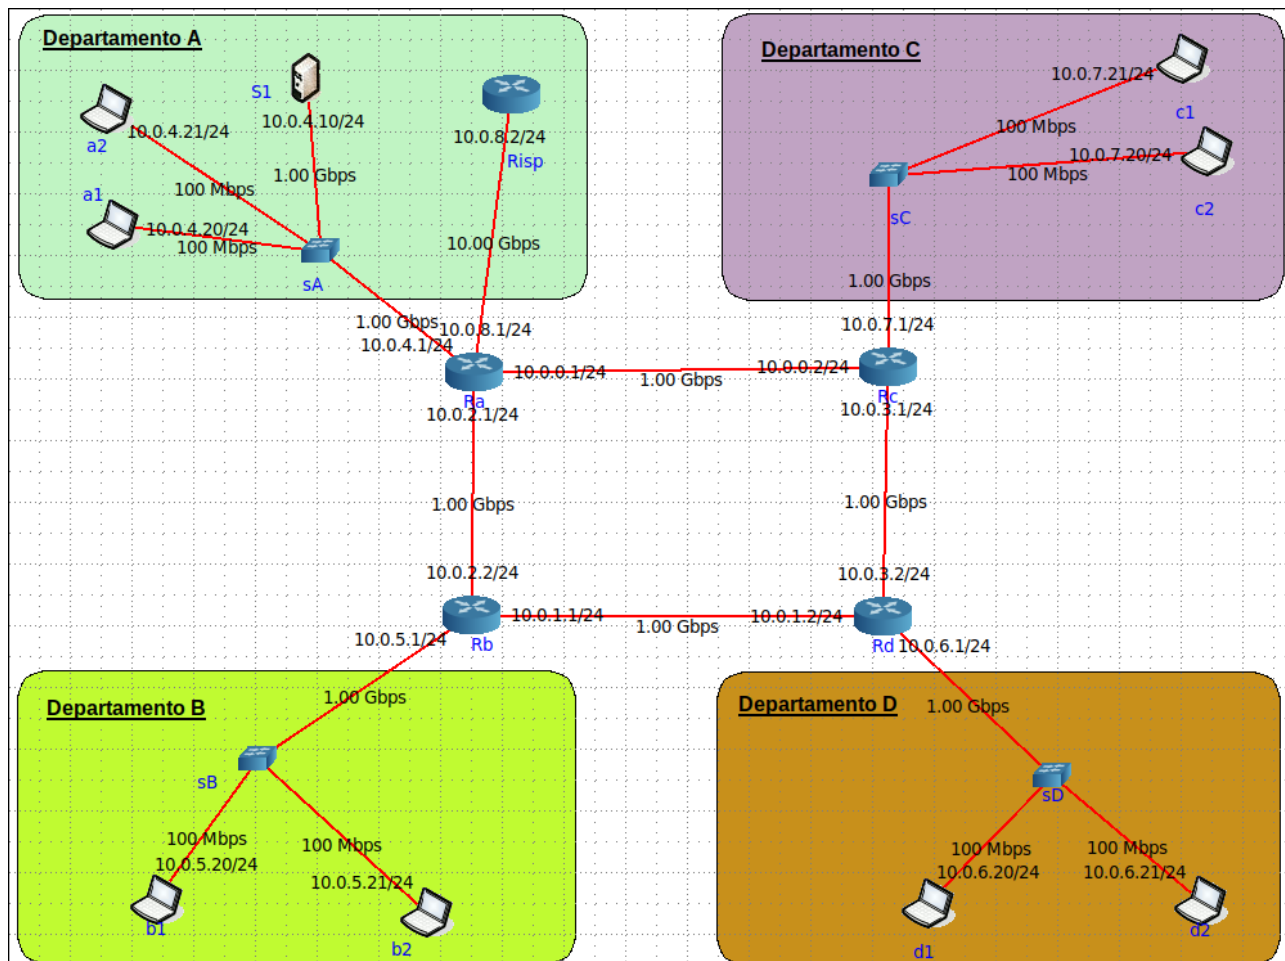 Departamento A
S1
a2
10.0.4.21/24
10.0.4.10/24
10.0.8.2/24
Risp
100 Mbps
1.00 Gbps
a1
10.0.4.20/24
100 Mbps
10.00 Gbps
sA
1.00 Gbps
10.0.8.1/24
10.0.4.1/24
Departamento C
10.0.7.21/24
c1
100 Mbps
10.0.7.20/24
100 Mbps
c2
sC
1.00 Gbps
10.0.7.1/24
10.0.0.1/24
1.00 Gbps
10.0.0.2/24
Ra
10.0.2.1/24
Rc
10.0.3.1/24
1.00 Gbps
1.00 Gbps
10.0.2.2/24
10.0.3.2/24
10.0.1.1/24
1.00 Gbps
10.0.1.2/24
10.0.5.1/24
Rb
Rd
10.0.6.1/24
Departamento B
1.00 Gbps
sB
100 Mbps
100 Mbps
10.0.5.20/24
10.0.5.21/24
b1
b2
Departamento D
1.00 Gbps
sD
100 Mbps
100 Mbps
10.0.6.20/24
10.0.6.21/24
d1
d2